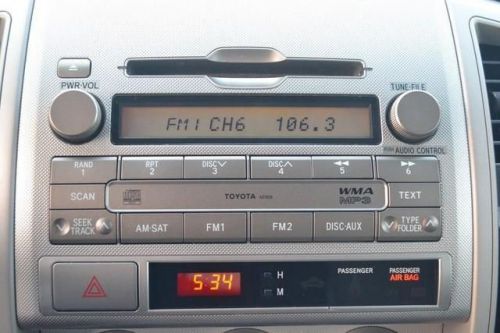 PWR·VOL
TUNE·FILE
FM1 CH6 106.3
PUSH AUDIO CONTROL
RAND 1
RPT 2
DISC 3
DISC 4
5
6
SCAN
TOYOTA
WMA MP3
TEXT
SEEK TRACK
AM·SAT
FM1
FM2
DISC·AUX
TYPE FOLDER
5:34
H
M
PASSENGER
PASSENGER
AIR BAG